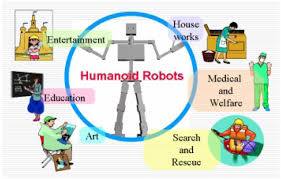 House
works
Entertainment
Humanoid Robots
Medical
and
Welfare
Education
Art
Search
and
Rescue